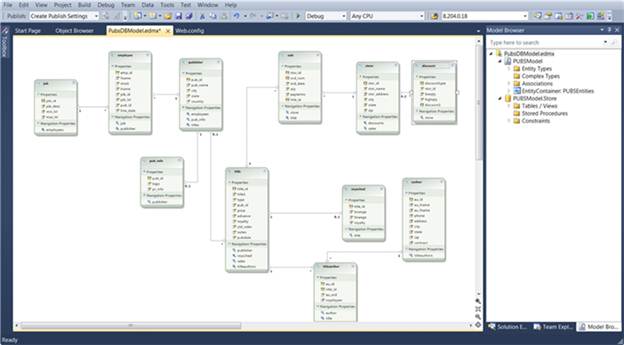 File Edit View Project Build Debug Team Data Tools Test Window Help
Publish: Create Publish Settings Debug Any CPU 8.204.0.18
Start Page Object Browser PubsDBModel.edmx* Web.config
Toolbox
Model Browser
Type here to search
PubsDBModel.edmx
PUBSModel
Entity Types
Complex Types
Associations
EntityContainer: PUBSEntities
PUBSModel.Store
Tables / Views
Stored Procedures
Constraints
employee
Properties
emp_id
fname
minit
lname
job_id
job_lvl
pub_id
hire_date
Navigation Properties
job
publisher
publisher
Properties
pub_id
pub_name
city
state
country
Navigation Properties
employees
pub_info
titles
job
Properties
job_id
job_desc
min_lvl
max_lvl
Navigation Properties
employees
sale
Properties
stor_id
ord_num
ord_date
qty
payterms
title_id
Navigation Properties
store
title
store
Properties
stor_id
stor_name
stor_address
city
state
zip
Navigation Properties
discounts
sales
discount
Properties
discounttype
stor_id
lowqty
highqty
discount1
Navigation Properties
store
pub_info
Properties
pub_id
logo
pr_info
Navigation Properties
publisher
title
Properties
title_id
title1
type
pub_id
price
advance
royalty
ytd_sales
notes
pubdate
Navigation Properties
publisher
roysched
sales
titleauthors
roysched
Properties
title_id
lorange
hirange
royalty
Navigation Properties
title
author
Properties
au_id
au_lname
au_fname
phone
address
city
state
zip
contract
Navigation Properties
titleauthors
titleauthor
Properties
au_id
title_id
au_ord
royaltyper
Navigation Properties
author
title
Solution E... Team Expl... Model Bro...
Ready